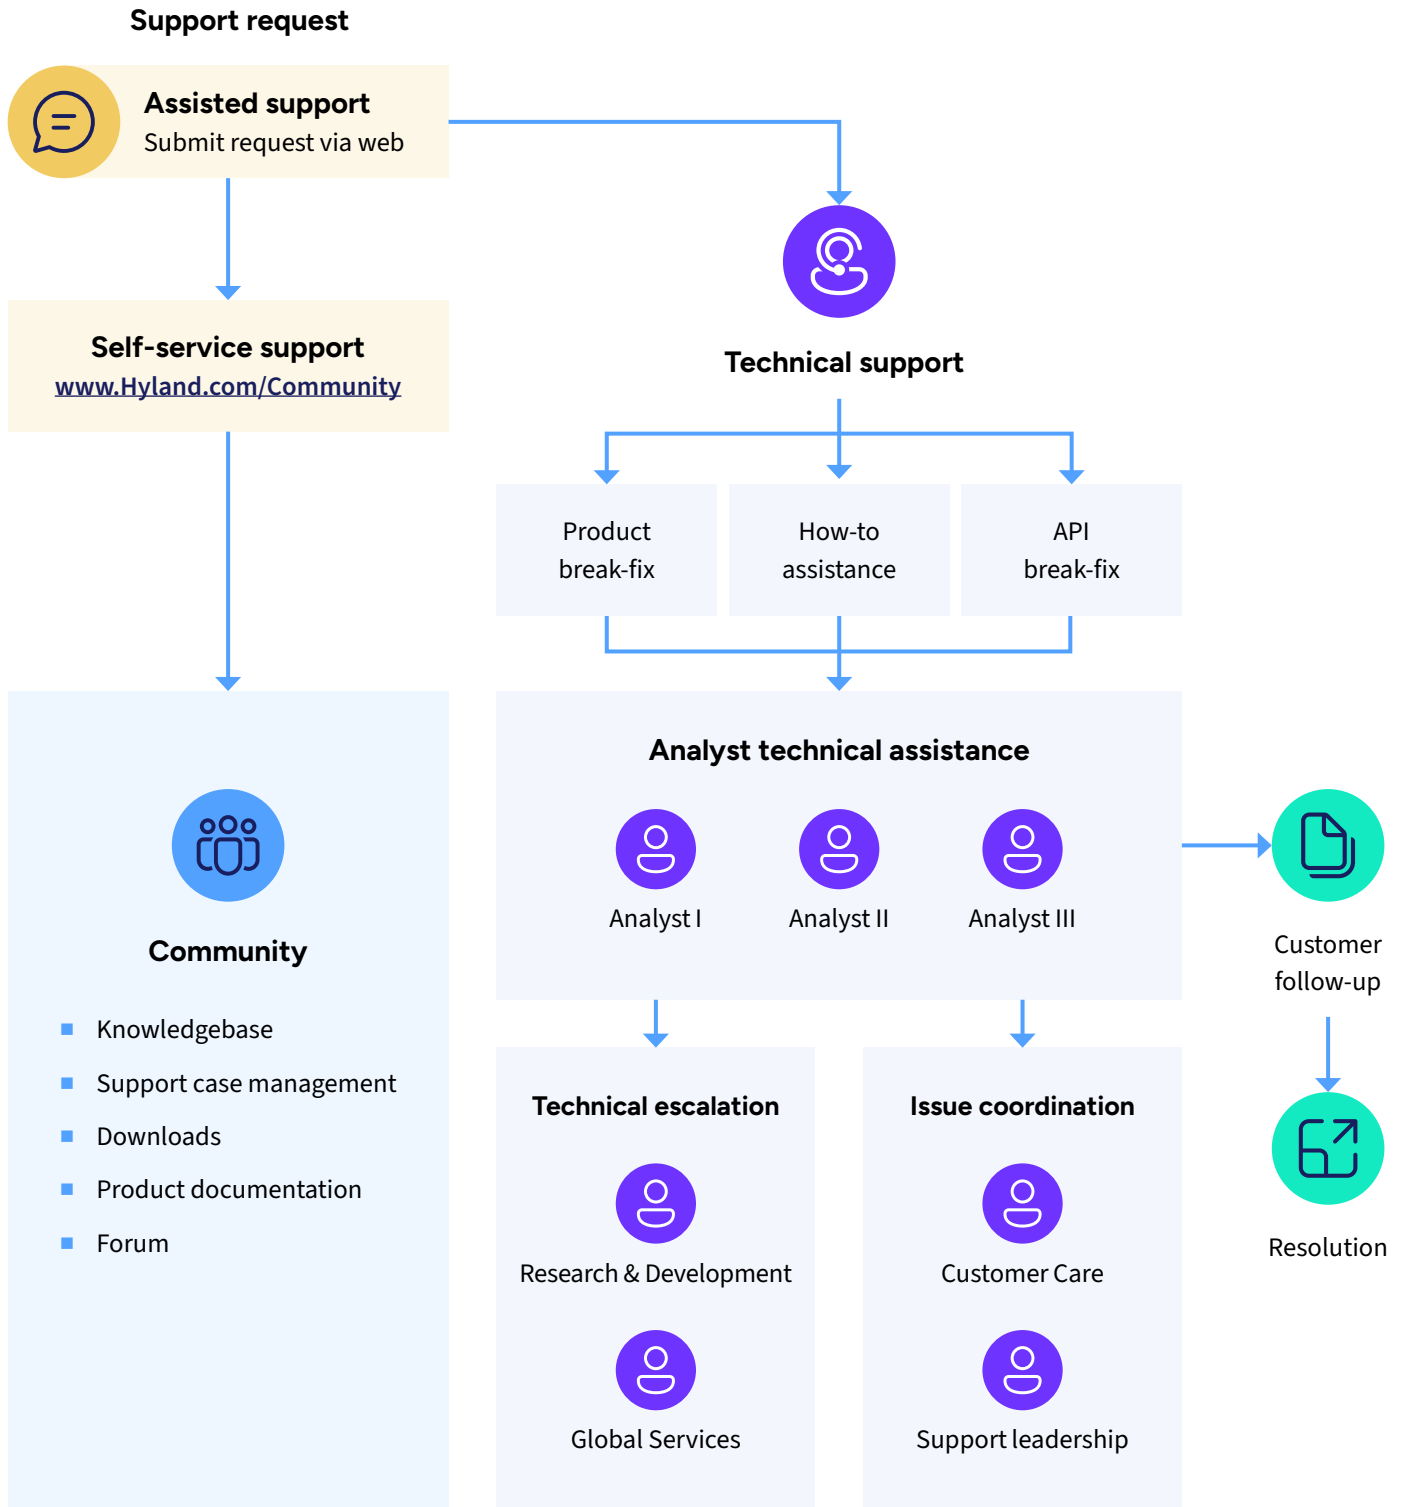 Support request
Assisted support
Submit request via web
Self-service support
www.Hyland.com/Community
Technical support
Product
break-fix
How-to
assistance
API
break-fix
Analyst technical assistance
Analyst I
Analyst II
Analyst III
Customer
follow-up
Community
Knowledgebase
Support case management
Downloads
Product documentation
Forum
Technical escalation
Research & Development
Global Services
Issue coordination
Customer Care
Support leadership
Resolution